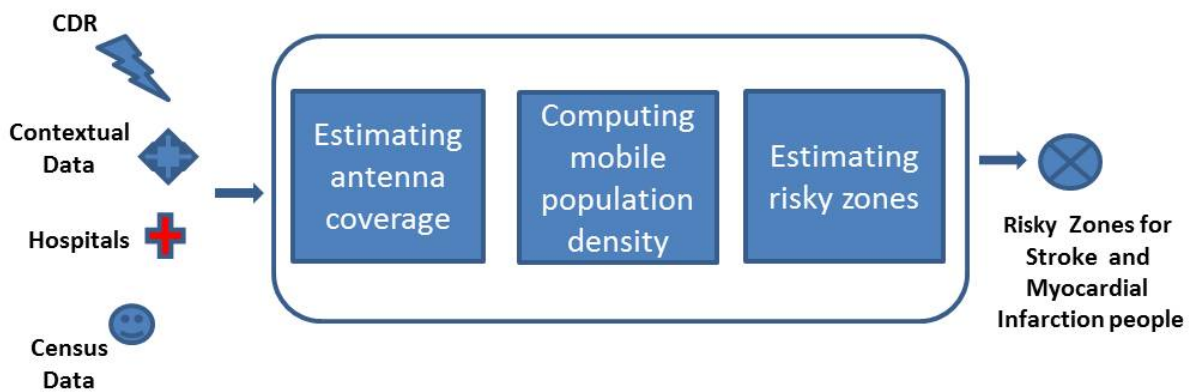 CDR
Contextual
Data
Hospitals
Census
Data
Estimating
antenna
coverage
Computing
mobile
population
density
Estimating
risky zones
Risky Zones for
Stroke and
Myocardial
Infarction people